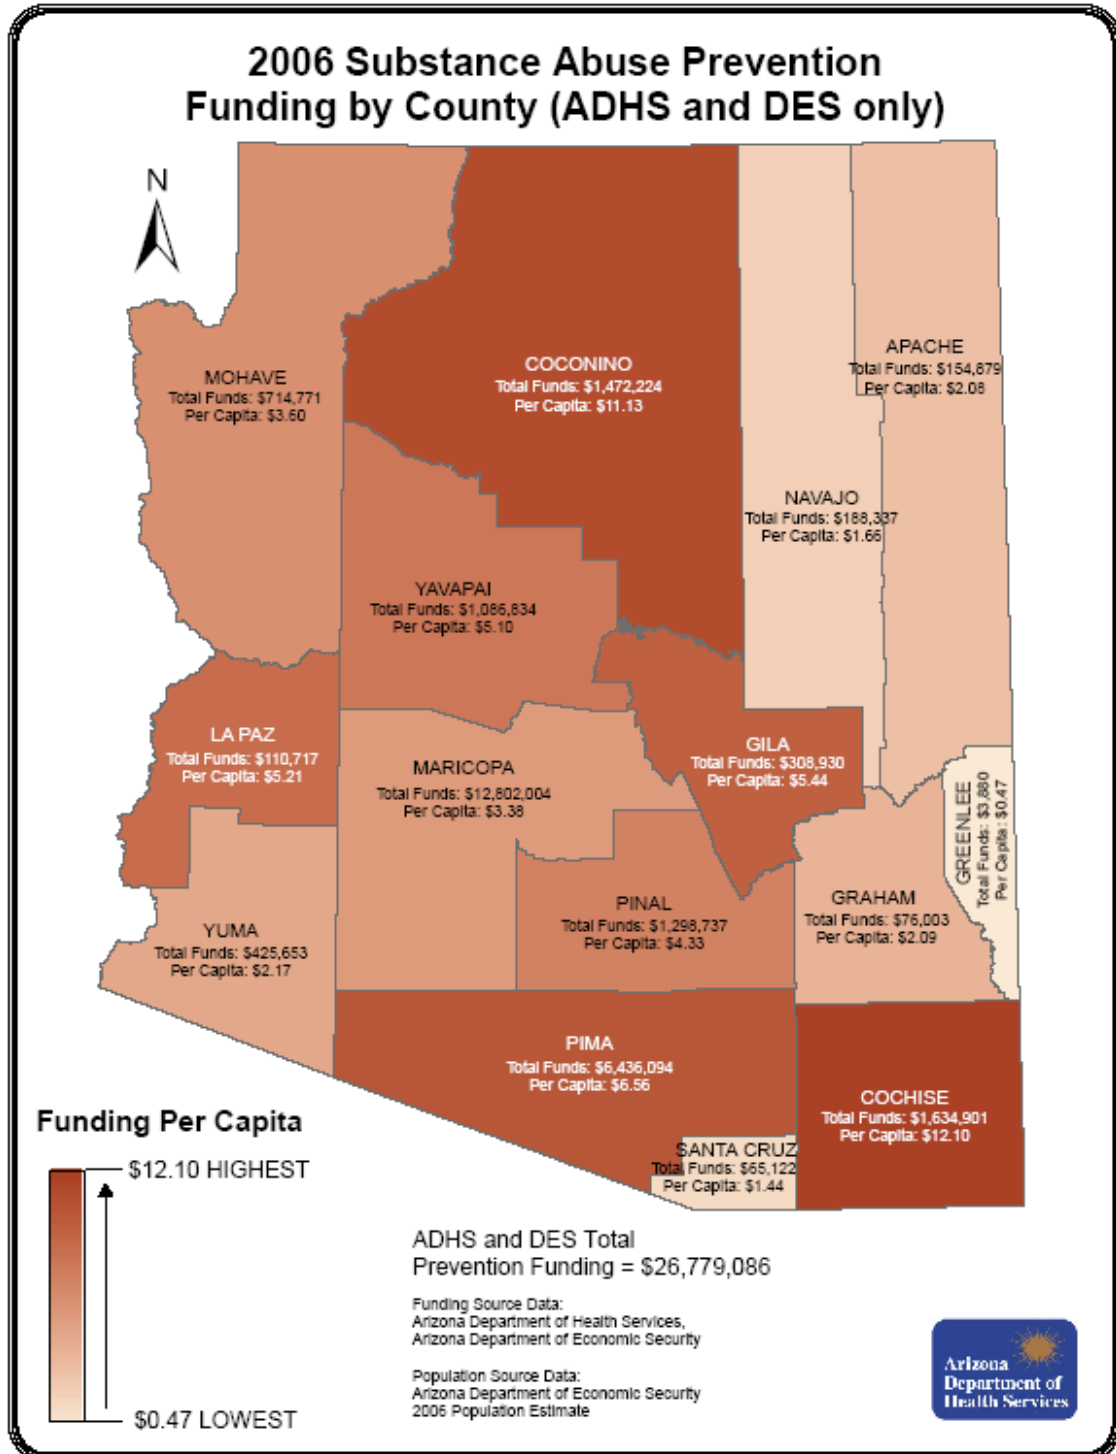 2006 Substance Abuse Prevention
Funding by County (ADHS and DES only)
N
MOHAVE
Total Funds: $714,771
Per Capita: $3.60
COCONINO
Total Funds: $1,472,224
Per Capita: $11.13
APACHE
Total Funds: $154,879
Per Capita: $2.08
NAVAJO
Total Funds: $188,337
Per Capita: $1.66
YAVAPAI
Total Funds: $1,086,834
Per Capita: $5.10
LA PAZ
Total Funds: $110,717
Per Capita: $5.21
MARICOPA
Total Funds: $12,802,004
Per Capita: $3.38
GILA
Total Funds: $308,930
Per Capita: $5.44
GREENLEE
Total Funds: $3,880
Per Capita: $0.47
YUMA
Total Funds: $425,653
Per Capita: $2.17
PINAL
Total Funds: $1,298,737
Per Capita: $4.33
GRAHAM
Total Funds: $76,003
Per Capita: $2.09
PIMA
Total Funds: $6,436,094
Per Capita: $6.56
COCHISE
Total Funds: $1,634,901
Per Capita: $12.10
SANTA CRUZ
Total Funds: $65,122
Per Capita: $1.44
Funding Per Capita
$12.10 HIGHEST
$0.47 LOWEST
ADHS and DES Total
Prevention Funding = $26,779,086
Funding Source Data:
Arizona Department of Health Services,
Arizona Department of Economic Security
Population Source Data:
Arizona Department of Economic Security
2006 Population Estimate
Arizona
Department of
Health Services